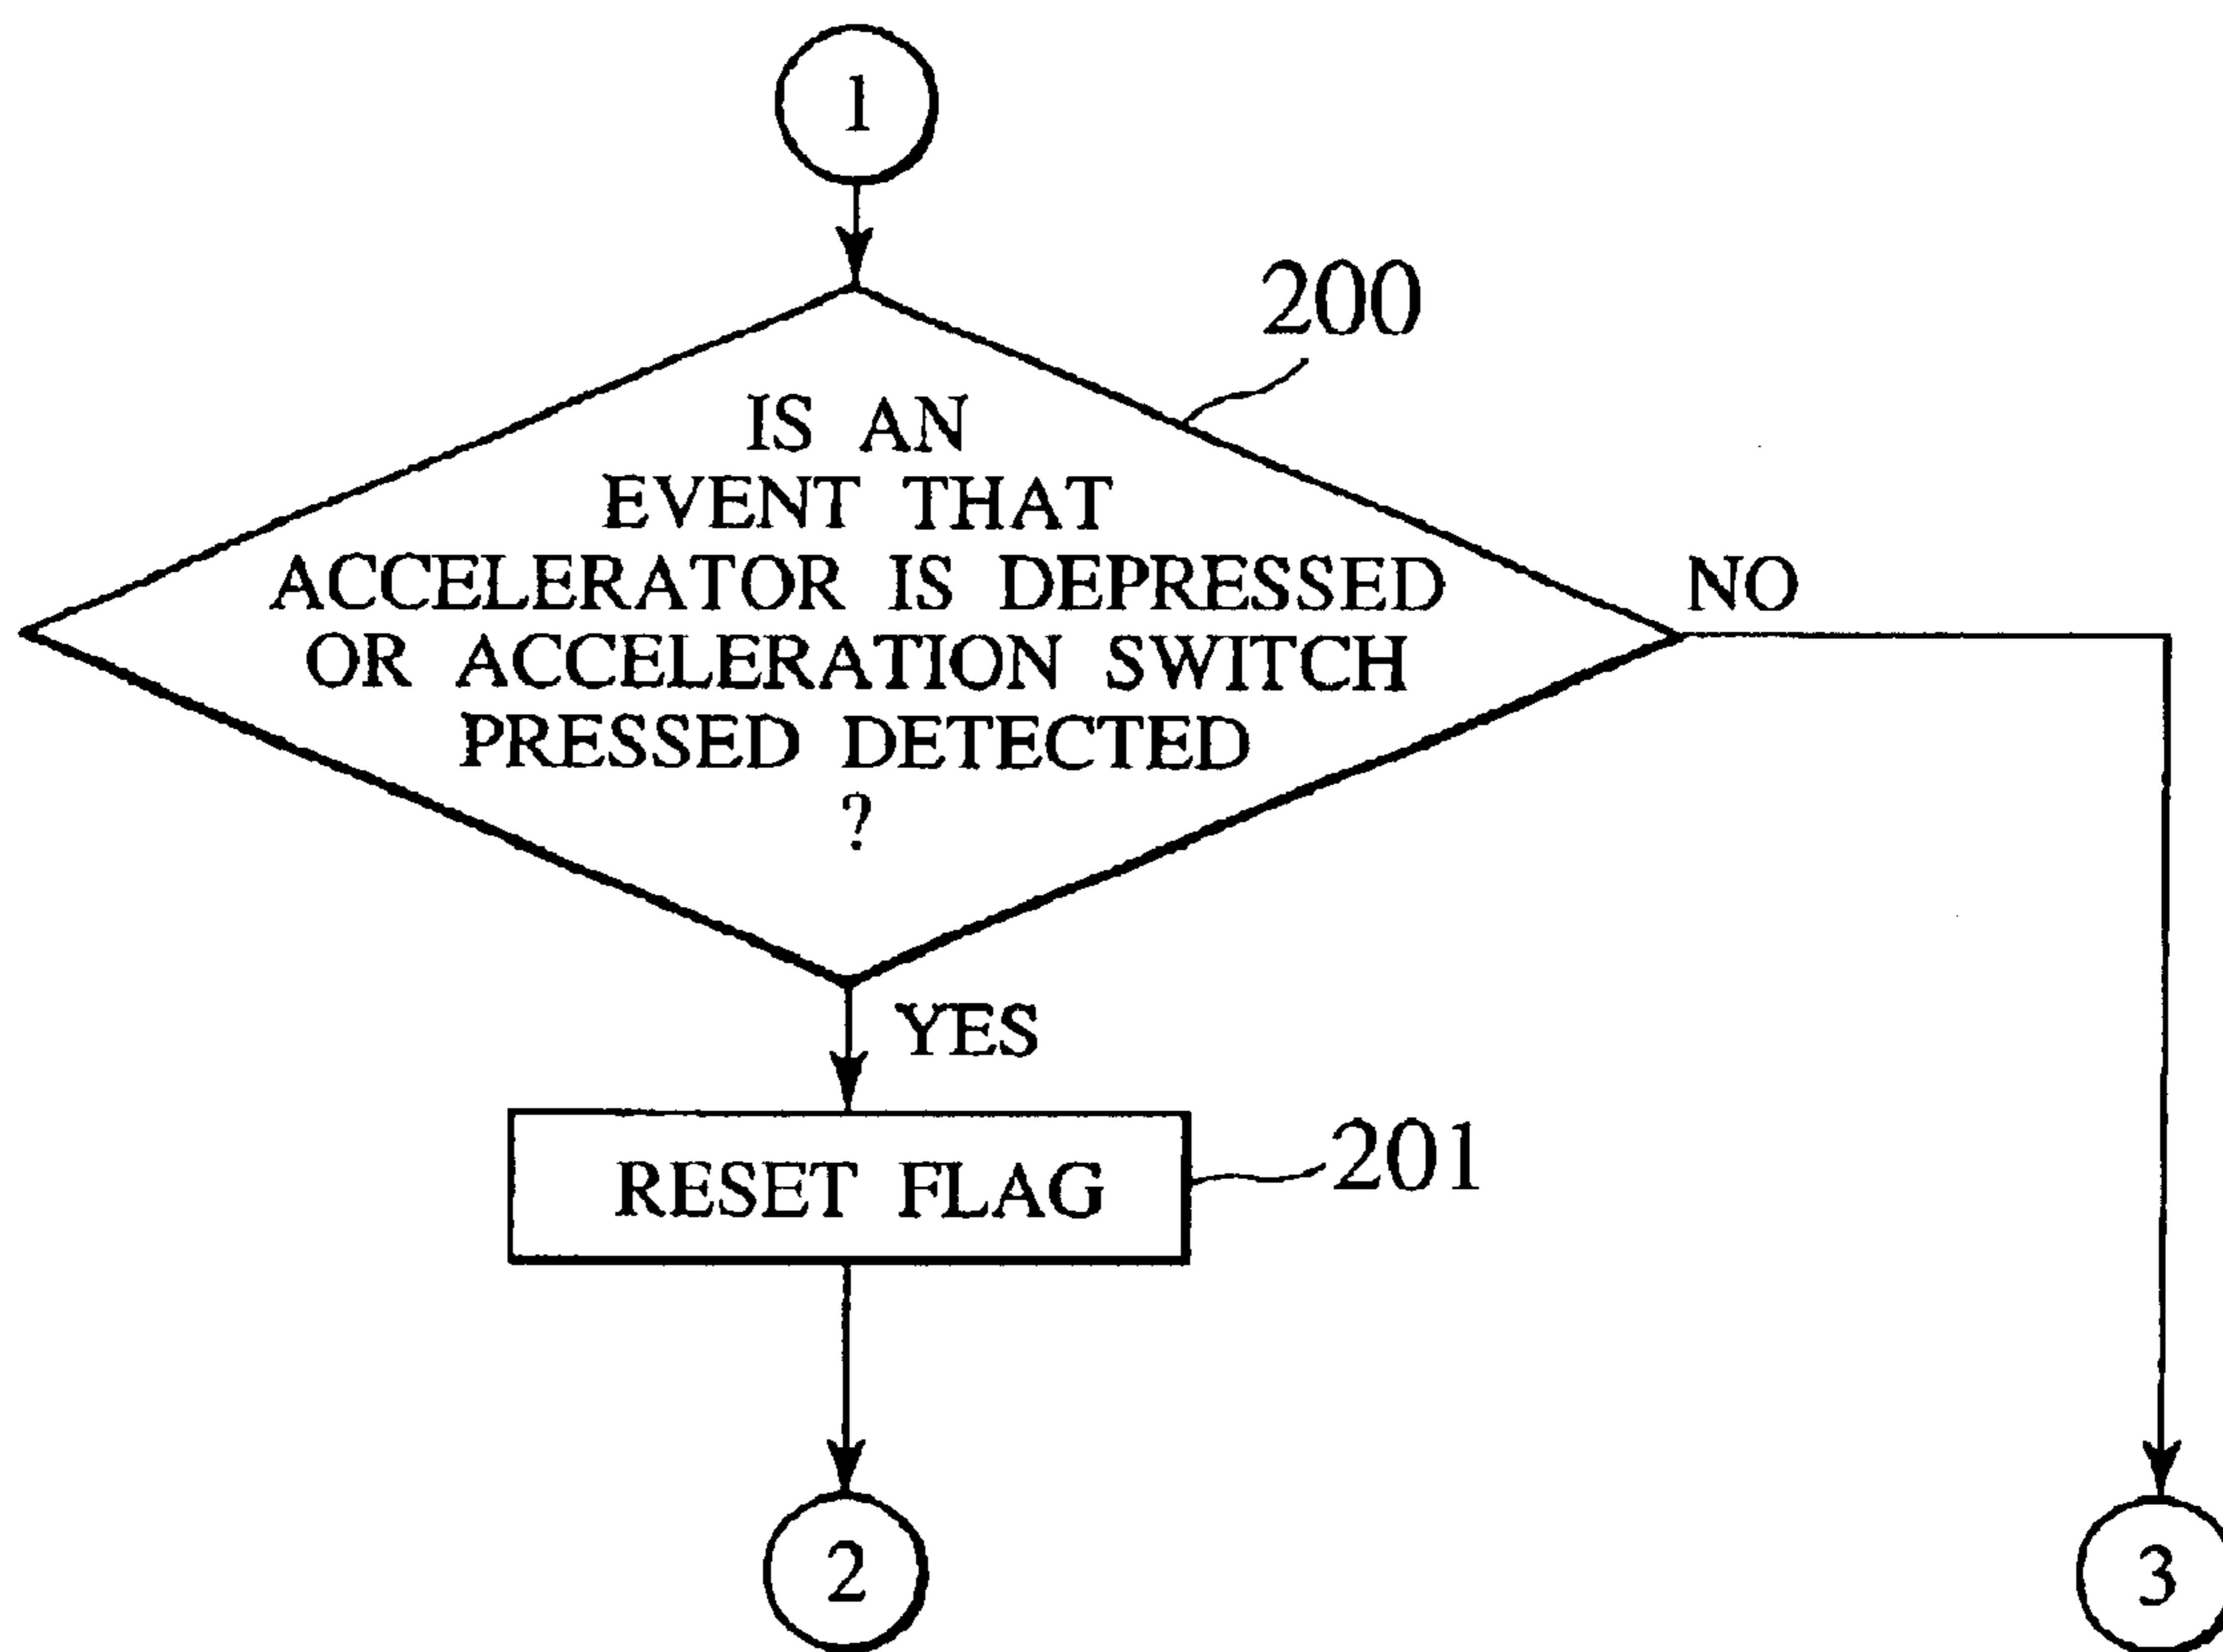 1
200
IS AN
EVENT THAT
ACCELERATOR IS DEPRESSED
OR ACCELERATION SWITCH
PRESSED DETECTED
?
NO
YES
RESET FLAG
201
2
3